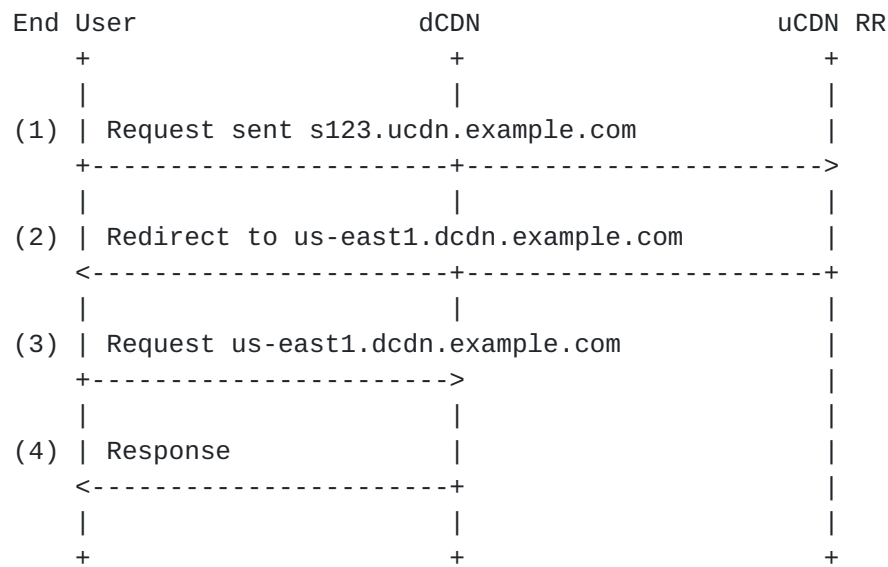 End User dCDN uCDN RR
(1) Request sent s123.ucdn.example.com
(2) Redirect to us-east1.dcdn.example.com
(3) Request us-east1.dcdn.example.com
(4) Response